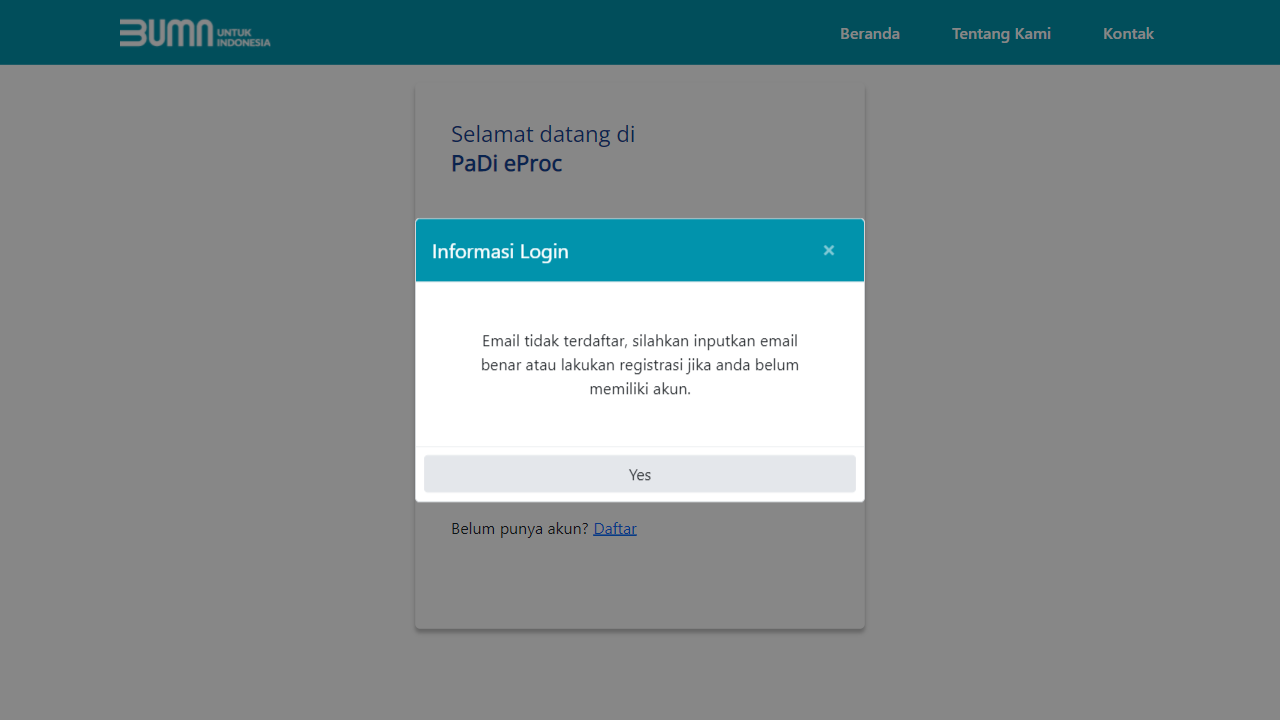 BUMN UNTUK
INDONESIA
Beranda Tentang Kami Kontak
Selamat datang di
PaDi eProc
Informasi Login ×
Email tidak terdaftar, silahkan inputkan email
benar atau lakukan registrasi jika anda belum
memiliki akun.
Yes
Belum punya akun? Daftar